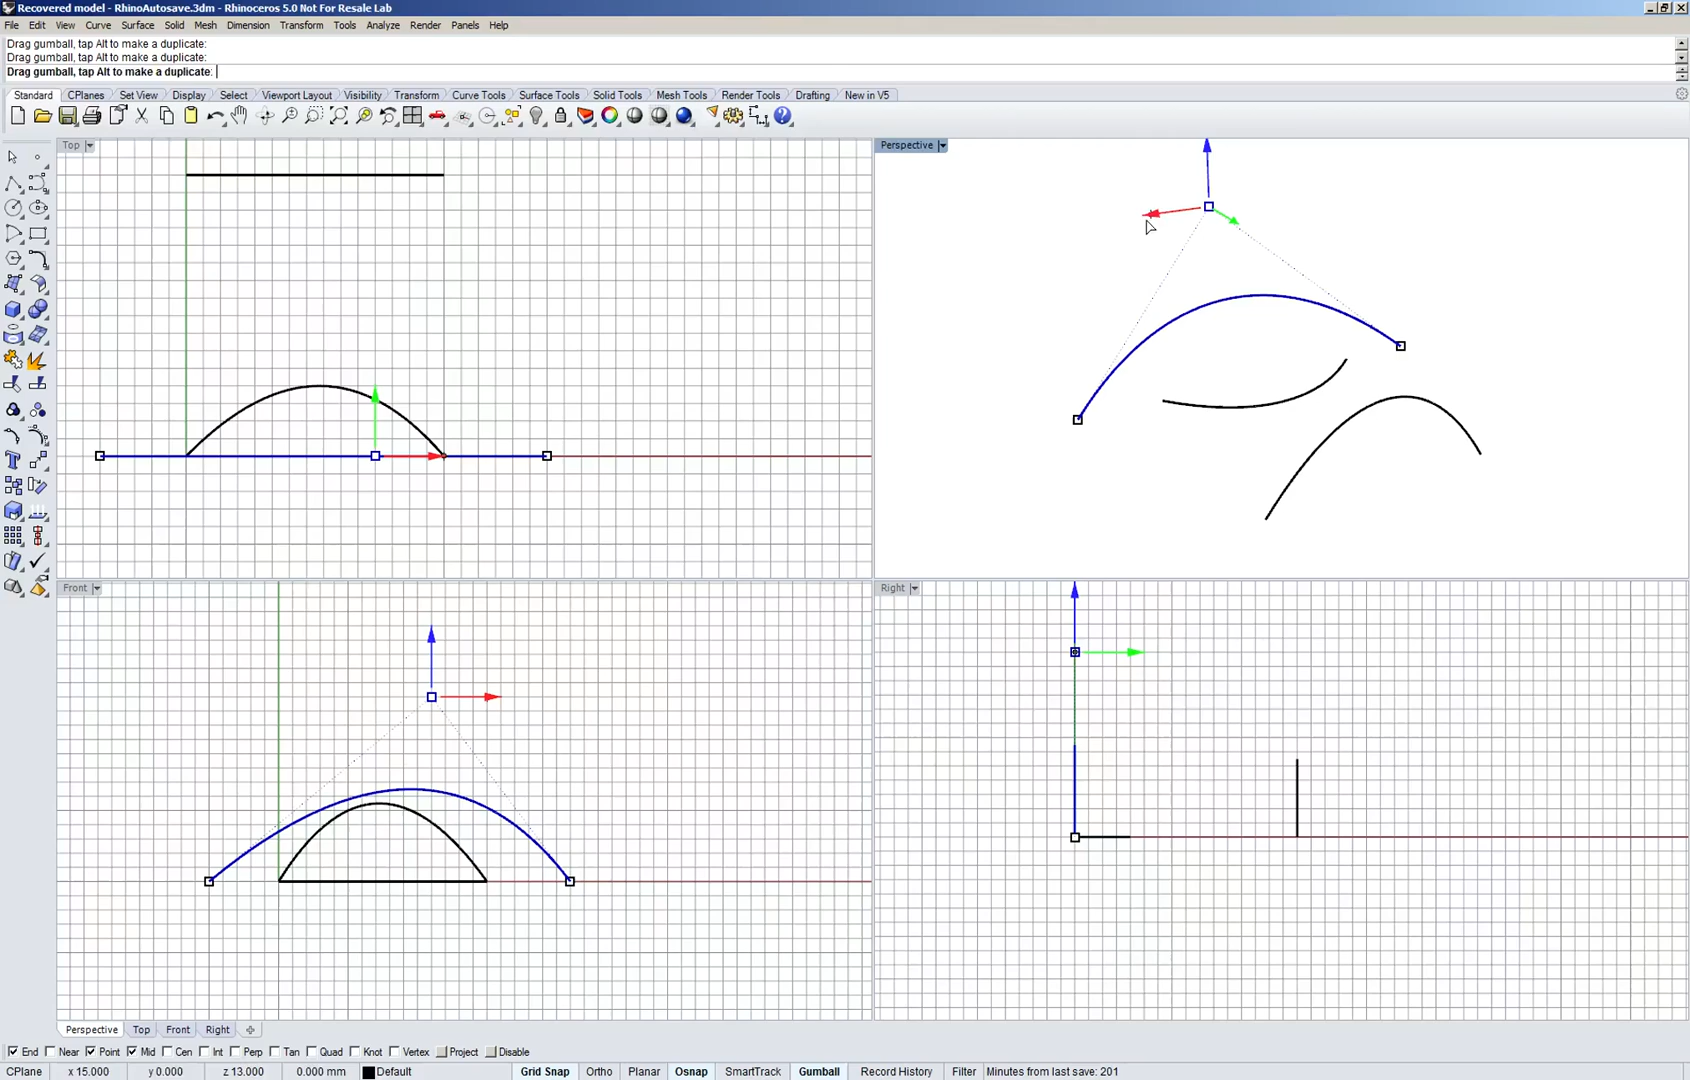 Recovered model - RhinoAutosave.3dm - Rhinoceros 5.0 Not For Resale Lab
File Edit View Curve Surface Solid Mesh Dimension Transform Tools Analyze Render Panels Help
Drag gumball, tap Alt to make a duplicate:
Drag gumball, tap Alt to make a duplicate:
Drag gumball, tap Alt to make a duplicate:
Standard CPlanes Set View Display Select Viewport Layout Visibility Transform Curve Tools Surface Tools Solid Tools Mesh Tools Render Tools Drafting New in V5
Top Perspective
Front Right
Perspective Top Front Right
End Near Point Mid Cen Int Perp Tan Quad Knot Vertex Project Disable
CPlane x 15.000 y 0.000 z 13.000 0.000 mm Default Grid Snap Ortho Planar Osnap SmartTrack Gumball Record History Filter Minutes from last save: 201